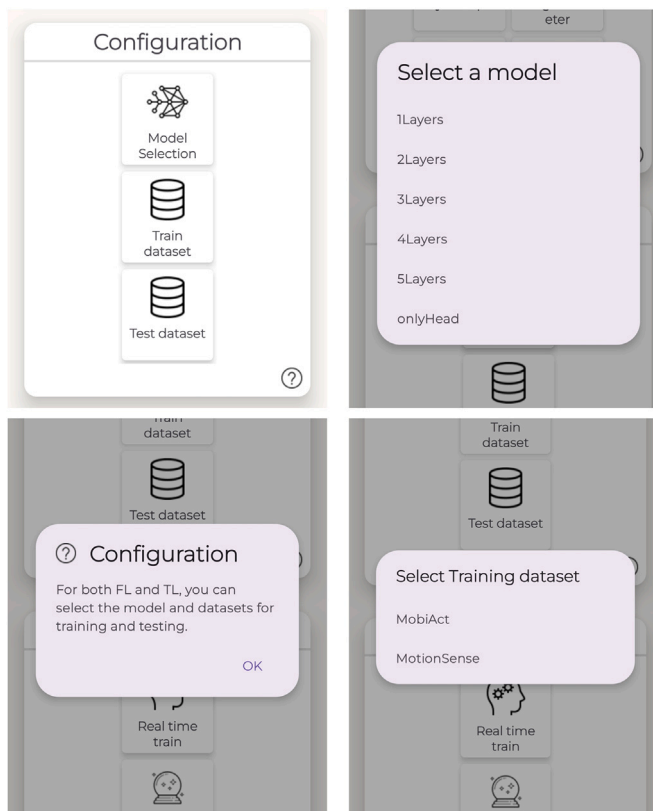 Configuration
Model
Selection
Train
dataset
Test dataset
eter
Select a model
1Layers
2Layers
3Layers
4Layers
5Layers
onlyHead
Train
dataset
Test dataset
Configuration
For both FL and TL, you can
select the model and datasets for
training and testing.
OK
Real time
train
Train
dataset
Test dataset
Select Training dataset
MobiAct
MotionSense
Real time
train